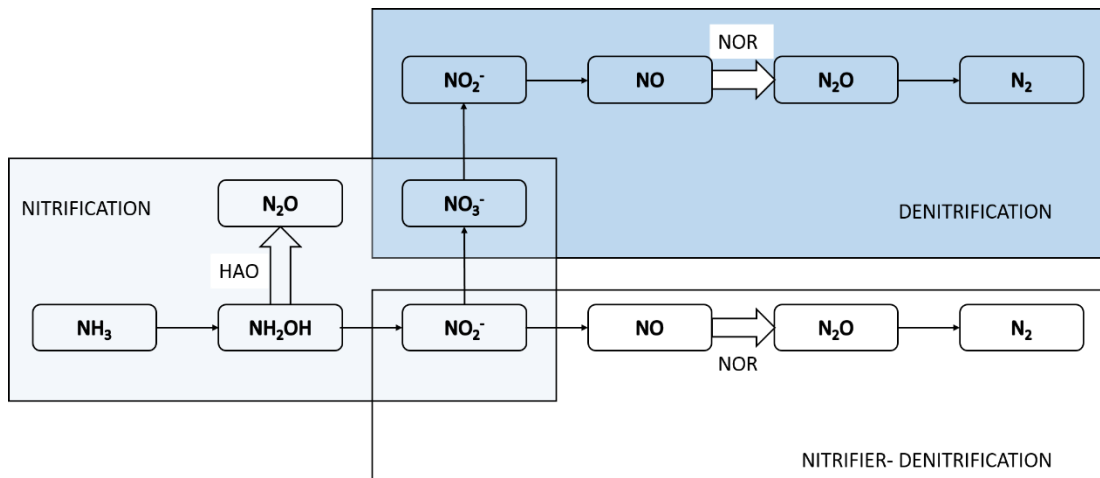 NOR
NO₂⁻
NO
N₂O
N₂
NITRIFICATION
N₂O
NO₃⁻
DENITRIFICATION
HAO
NH₃
NH₂OH
NO₂⁻
NO
N₂O
N₂
NOR
NITRIFIER- DENITRIFICATION